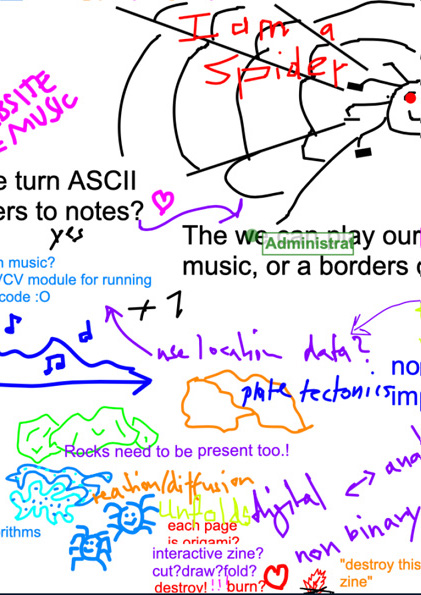 I am a
spider
BSITE
E MUSIC
e turn ASCII
ers to notes?
yes
The we can play our
Administrat
music, or a borders c
n music?
VCV module for running
code :O
+1
use location data?
plate tectonics
no
imp
Rocks need to be present too.!
reaction/diffusion
unfolds
digital
ana
non binary
rithms
each page
is origami?
interactive zine?
cut?draw?fold?
destroy!!!!burn?
"destroy this
zine"